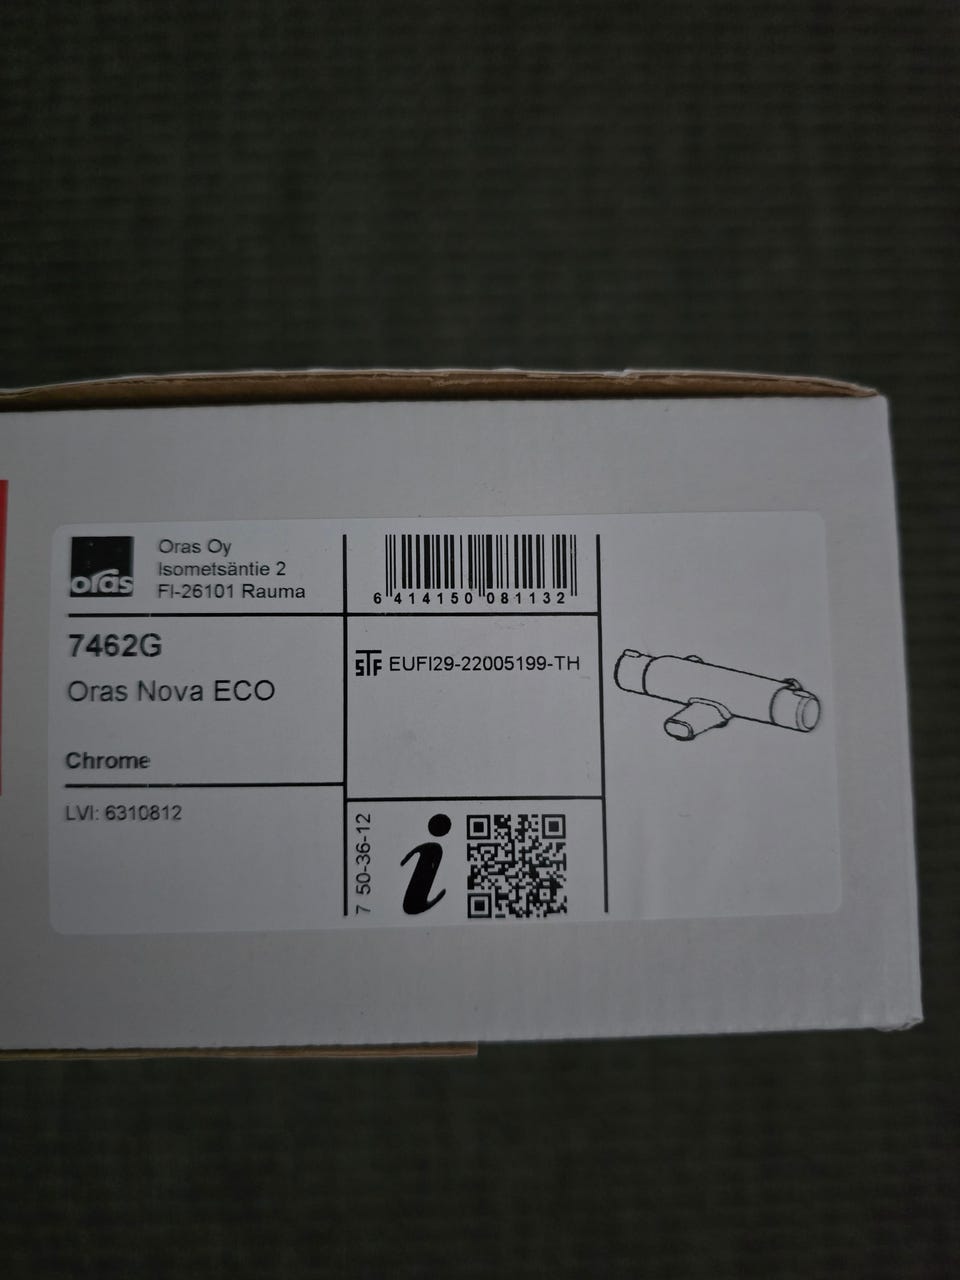 oras
Oras Oy
Isometsäntie 2
FI-26101 Rauma
6 414150 081132
7462G
Oras Nova ECO
Chrome
STF EUFI29-22005199-TH
LVI: 6310812
7 50-36-12
i